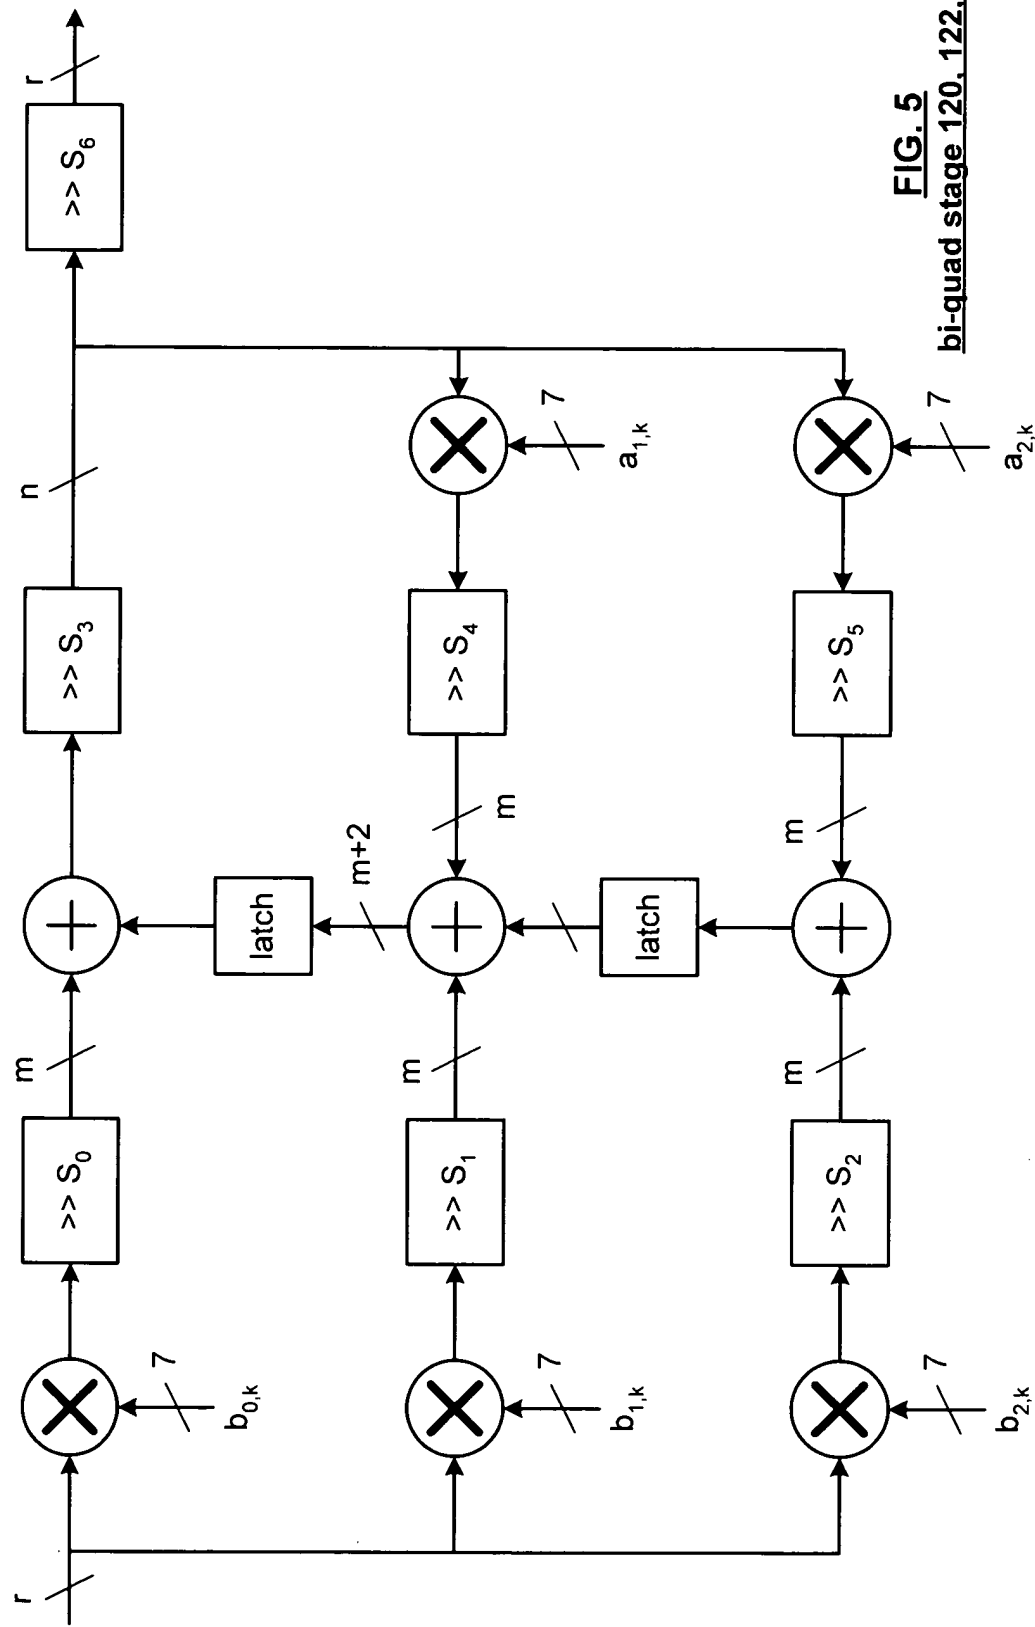 r
>> S₀
m
>> S₃
n
>> S₆
r
7
b₀,ₖ
latch
m+2
>> S₁
m
>> S₄
m
7
b₁,ₖ
7
a₁,ₖ
latch
>> S₂
m
m
>> S₅
7
b₂,ₖ
7
a₂,ₖ
FIG. 5
bi-quad stage 120, 122,